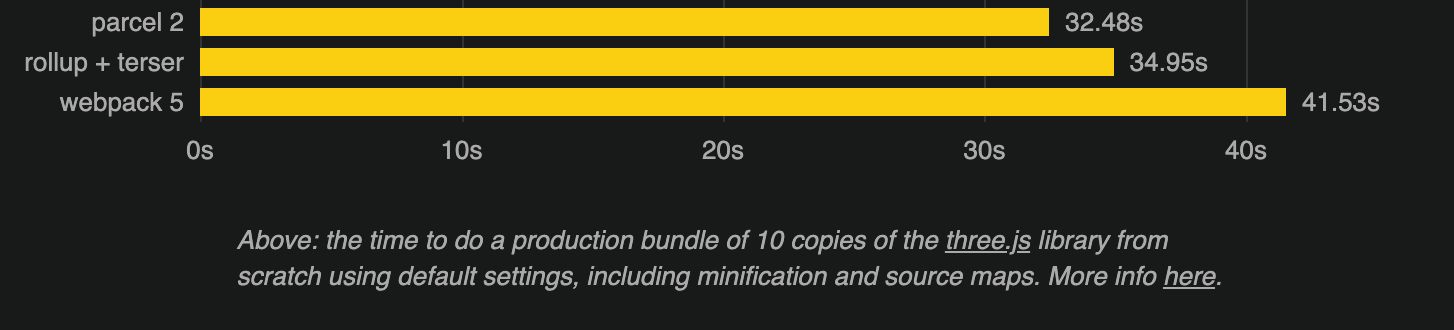 parcel 2 32.48s
rollup + terser 34.95s
webpack 5 41.53s
0s 10s 20s 30s 40s
Above: the time to do a production bundle of 10 copies of the three.js library from
scratch using default settings, including minification and source maps. More info here.